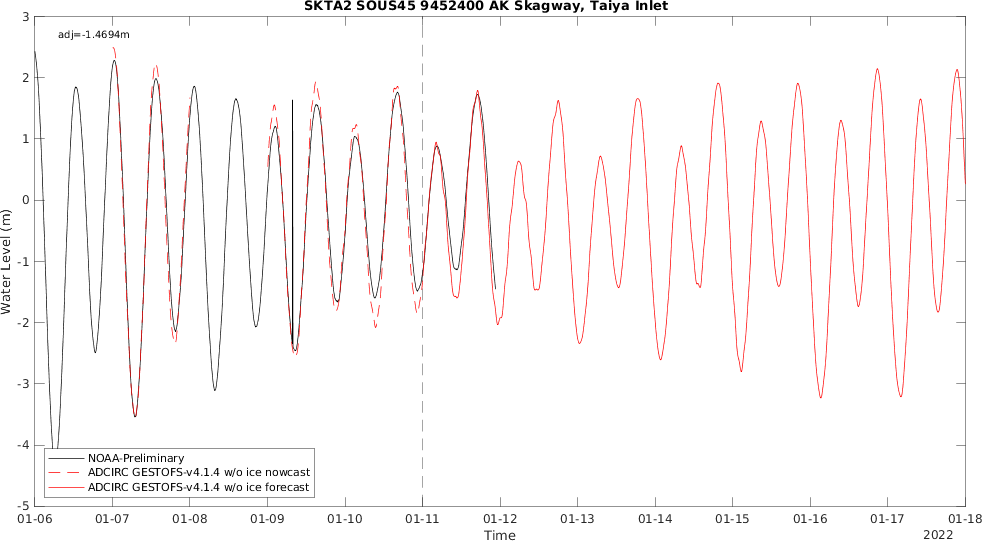 SKTA2 SOUS45 9452400 AK Skagway, Taiya Inlet
adj=-1.4694m
3
2
1
0
-1
-2
-3
-4
-5
Water Level (m)
NOAA-Preliminary
ADCIRC GESTOFS-v4.1.4 w/o ice nowcast
ADCIRC GESTOFS-v4.1.4 w/o ice forecast
01-06 01-07 01-08 01-09 01-10 01-11 01-12 01-13 01-14 01-15 01-16 01-17 01-18
Time
2022